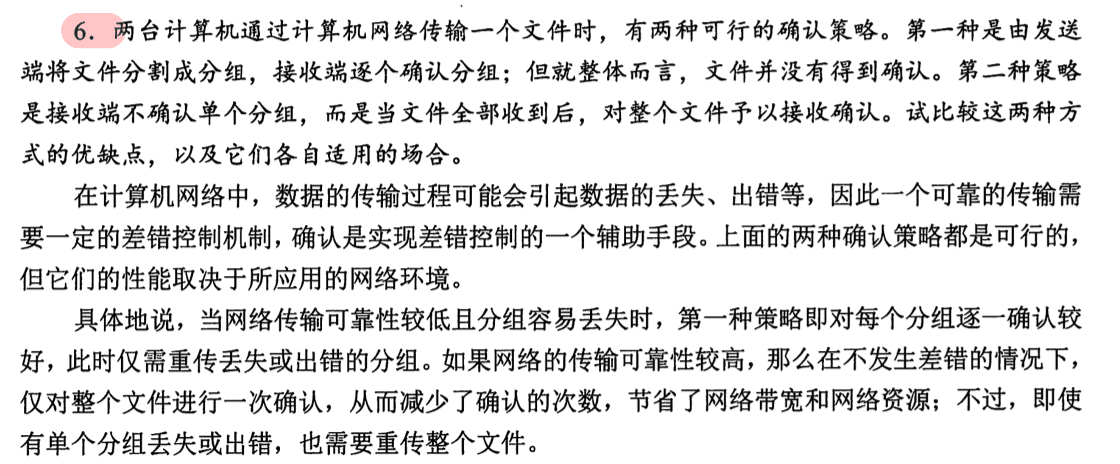 6. 两台计算机通过计算机网络传输一个文件时，有两种可行的确认策略。第一种是由发送
端将文件分割成分组，接收端逐个确认分组；但就整体而言，文件并没有得到确认。第二种策略
是接收端不确认单个分组，而是当文件全部收到后，对整个文件予以接收确认。试比较这两种方
式的优缺点，以及它们各自适用的场合。
在计算机网络中，数据的传输过程可能会引起数据的丢失、出错等，因此一个可靠的传输需
要一定的差错控制机制，确认是实现差错控制的一个辅助手段。上面的两种确认策略都是可行的，
但它们的性能取决于所应用的网络环境。
具体地说，当网络传输可靠性较低且分组容易丢失时，第一种策略即对每个分组逐一确认较
好，此时仅需重传丢失或出错的分组。如果网络的传输可靠性较高，那么在不发生差错的情况下，
仅对整个文件进行一次确认，从而减少了确认的次数，节省了网络带宽和网络资源；不过，即使
有单个分组丢失或出错，也需要重传整个文件。